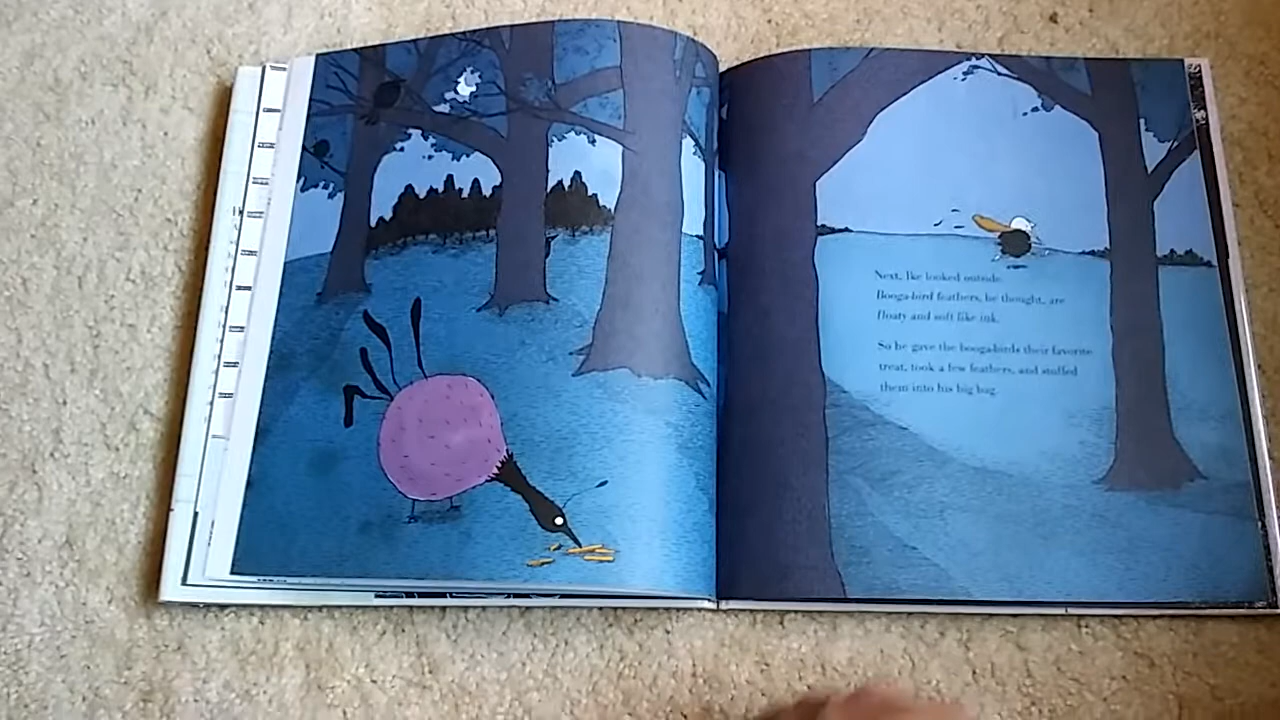 Next, Ike looked outside.
Booga-bird feathers, he thought, are
floaty and soft like ink.
So he gave the booga-birds their favorite
treat, took a few feathers, and stuffed
them into his big bag.